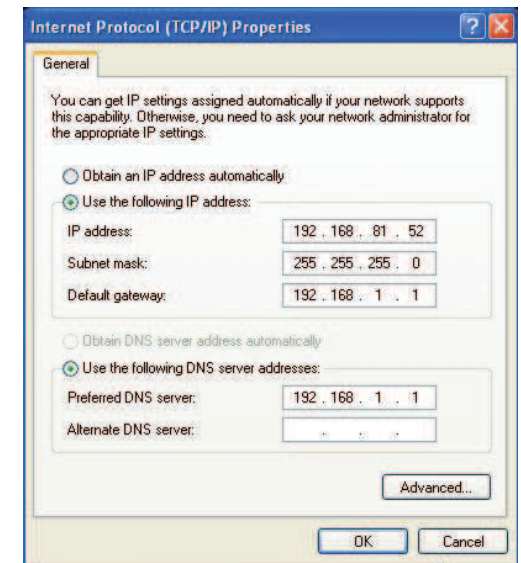 Internet Protocol (TCP/IP) Properties
General
You can get IP settings assigned automatically if your network supports
this capability. Otherwise, you need to ask your network administrator for
the appropriate IP settings.
Obtain an IP address automatically
Use the following IP address:
IP address: 192 . 168 . 81 . 52
Subnet mask: 255 . 255 . 255 . 0
Default gateway: 192 . 168 . 1 . 1
Obtain DNS server address automatically
Use the following DNS server addresses:
Preferred DNS server: 192 . 168 . 1 . 1
Alternate DNS server: . . .
Advanced...
OK Cancel